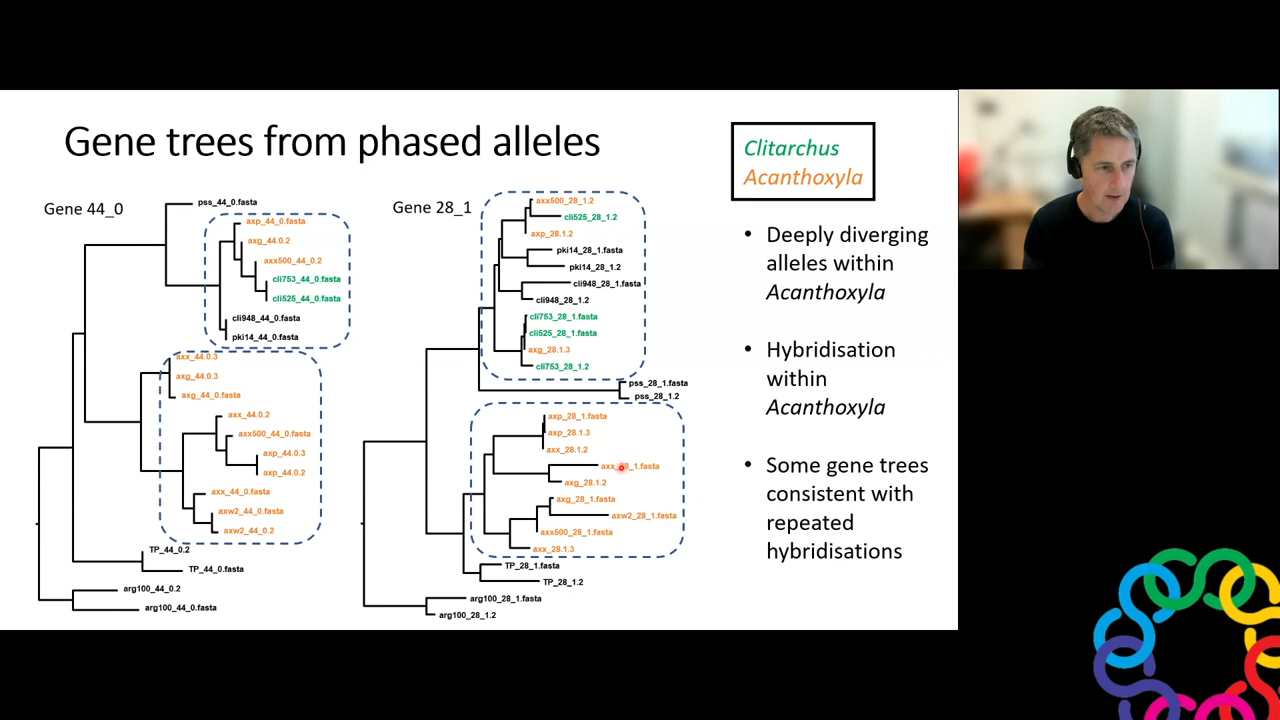 Gene trees from phased alleles
Clitarchus
Acanthoxyla
Gene 44_0
pss_44_0.fasta
axp_44_0.fasta
axg_44.0.2
axx500_44_0.2
cli753_44_0.fasta
cli525_44_0.fasta
cli948_44_0.fasta
pki14_44_0.fasta
axx_44.0.3
axg_44.0.3
axg_44_0.fasta
axx_44.0.2
axx500_44_0.fasta
axp_44.0.3
axp_44.0.2
axx_44_0.fasta
axw2_44_0.fasta
axw2_44_0.2
TP_44_0.2
TP_44_0.fasta
arg100_44_0.2
arg100_44_0.fasta
Gene 28_1
axx500_28_1.2
cli525_28_1.2
axp_28.1.2
pki14_28_1.fasta
pki14_28_1.2
cli948_28_1.fasta
cli948_28_1.2
cli753_28_1.fasta
cli525_28_1.fasta
axg_28.1.3
cli753_28_1.2
pss_28_1.fasta
pss_28_1.2
axp_28_1.fasta
axp_28.1.3
axx_28.1.2
axx_28_1.fasta
axg_28.1.2
axg_28_1.fasta
axw2_28_1.fasta
axx500_28_1.fasta
axx_28.1.3
TP_28_1.fasta
TP_28_1.2
arg100_28_1.fasta
arg100_28_1.2
• Deeply diverging
alleles within
Acanthoxyla
• Hybridisation
within
Acanthoxyla
• Some gene trees
consistent with
repeated
hybridisations